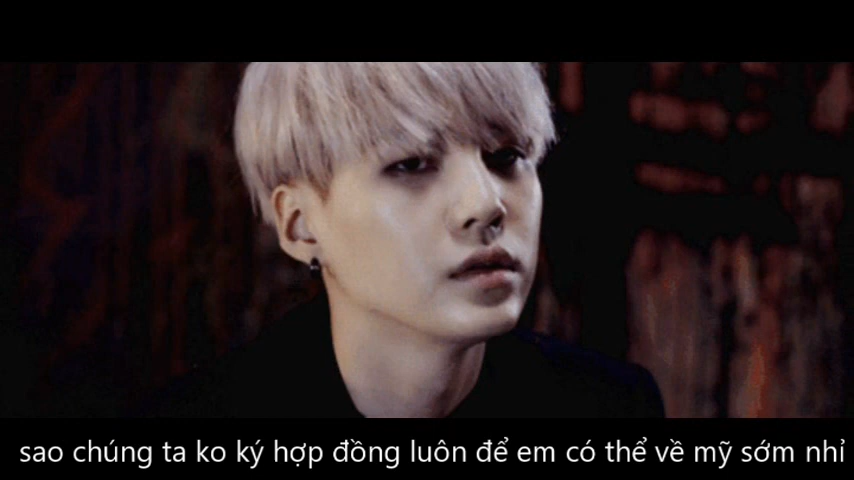 sao chúng ta ko ký hợp đồng luôn để em có thể về mỹ sớm nhỉ